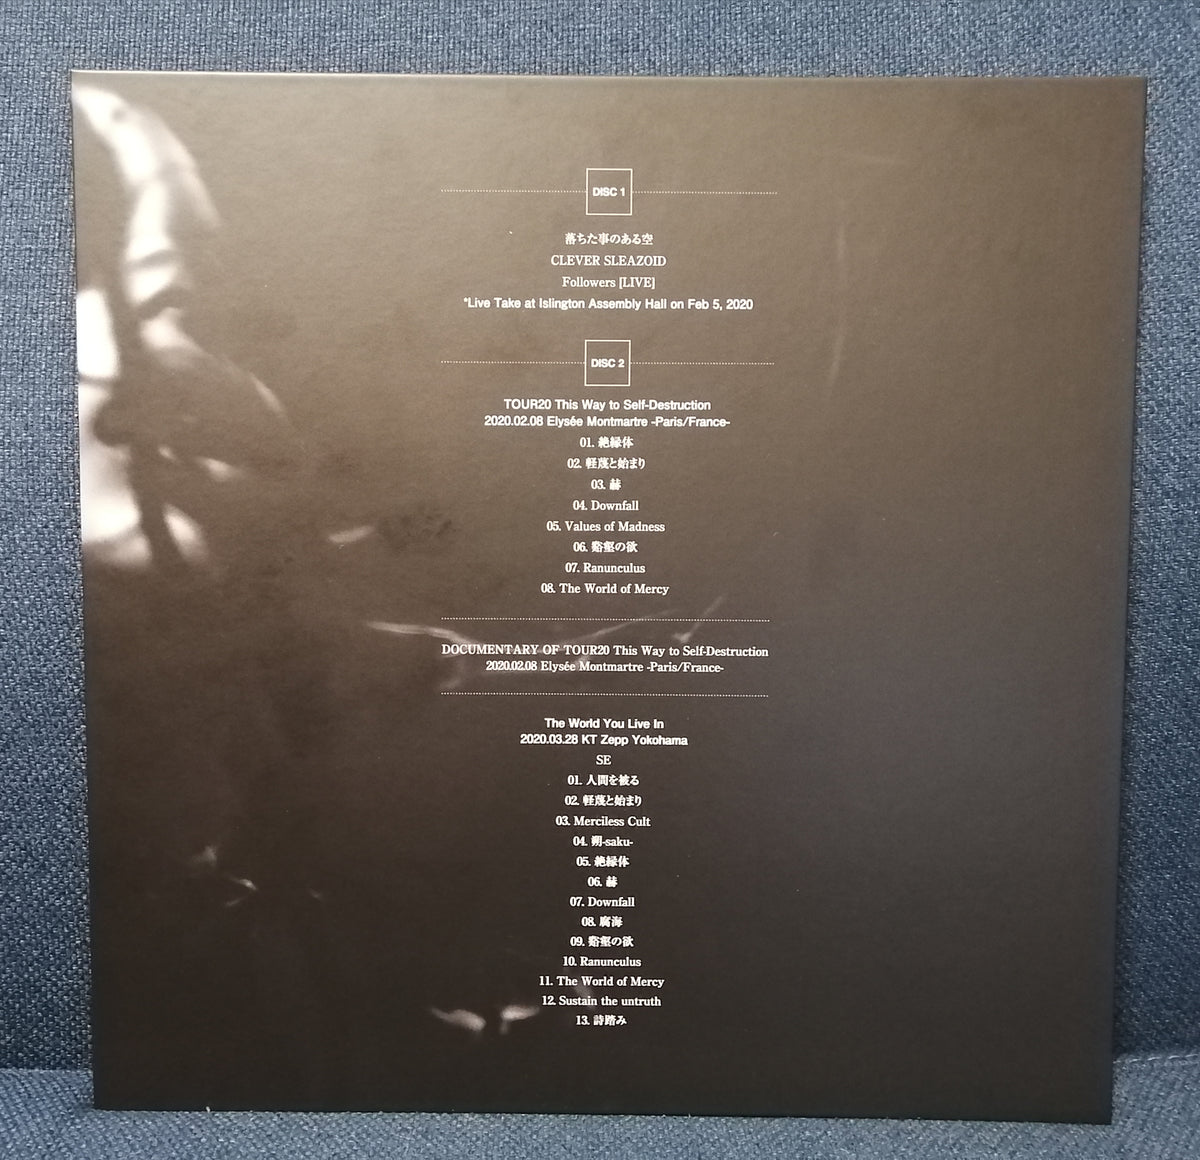 DISC 1
落ちた事のある空
CLEVER SLEAZOID
Followers [LIVE]
*Live Take at Islington Assembly Hall on Feb 5, 2020
DISC 2
TOUR20 This Way to Self-Destruction
2020.02.08 Elysée Montmartre -Paris/France-
01. 絶縁体
02. 軽蔑と始まり
03. 赫
04. Downfall
05. Values of Madness
06. 谿壑の欲
07. Ranunculus
08. The World of Mercy
DOCUMENTARY OF TOUR20 This Way to Self-Destruction
2020.02.08 Elysée Montmartre -Paris/France-
The World You Live In
2020.03.28 KT Zepp Yokohama
SE
01. 人間を被る
02. 軽蔑と始まり
03. Merciless Cult
04. 朔-saku-
05. 絶縁体
06. 赫
07. Downfall
08. 腐海
09. 谿壑の欲
10. Ranunculus
11. The World of Mercy
12. Sustain the untruth
13. 詩踏み